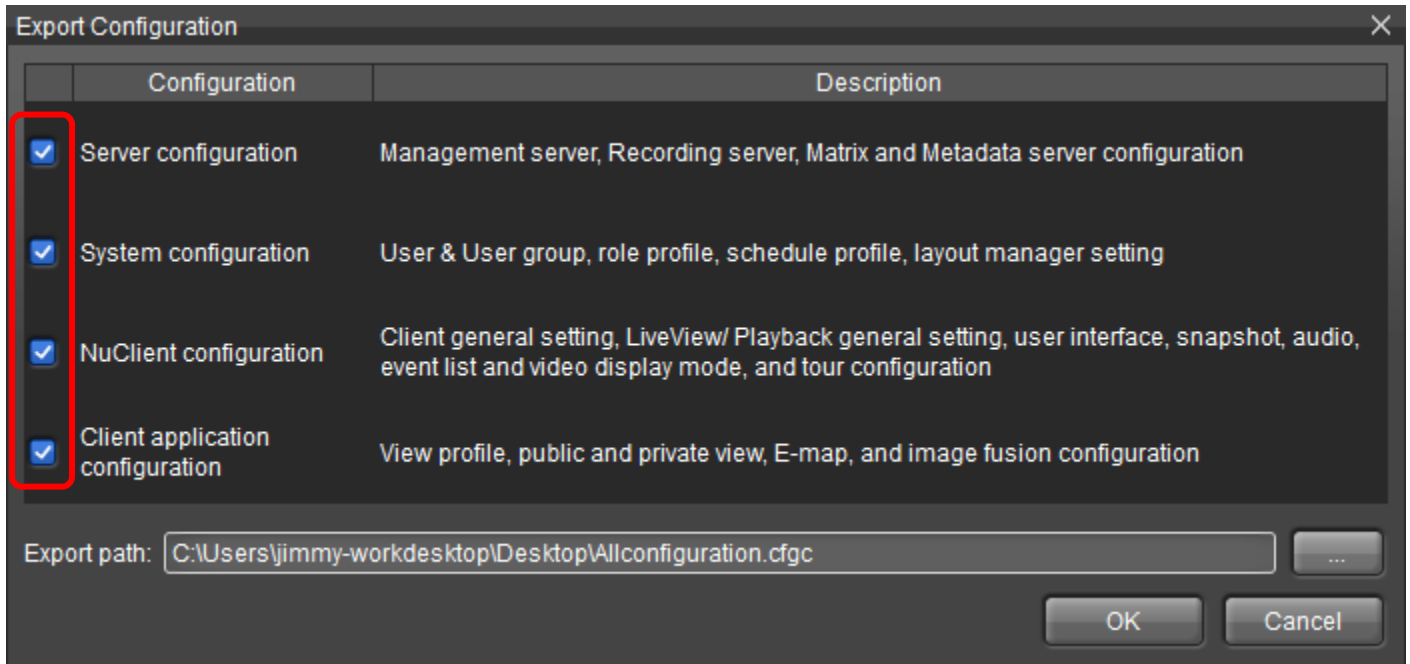 Export Configuration
Configuration Description
Server configuration Management server, Recording server, Matrix and Metadata server configuration
System configuration User & User group, role profile, schedule profile, layout manager setting
NuClient configuration Client general setting, LiveView/ Playback general setting, user interface, snapshot, audio,
event list and video display mode, and tour configuration
Client application
configuration View profile, public and private view, E-map, and image fusion configuration
Export path: C:\Users\jimmy-workdesktop\Desktop\Allconfiguration.cfgc ...
OK Cancel